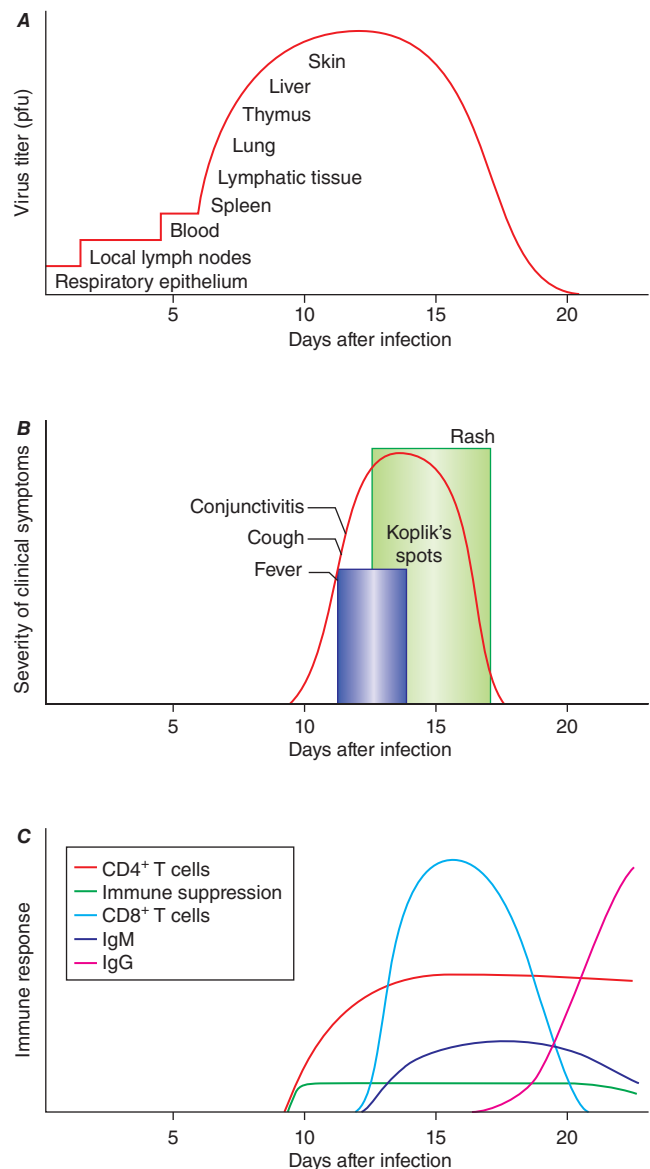 A
Virus titer (pfu)
Skin
Liver
Thymus
Lung
Lymphatic tissue
Spleen
Blood
Local lymph nodes
Respiratory epithelium
5 10 15 20
Days after infection
B
Severity of clinical symptoms
Rash
Conjunctivitis
Koplik's
spots
Cough
Fever
5 10 15 20
Days after infection
C
Immune response
CD4+ T cells
Immune suppression
CD8+ T cells
IgM
IgG
5 10 15 20
Days after infection